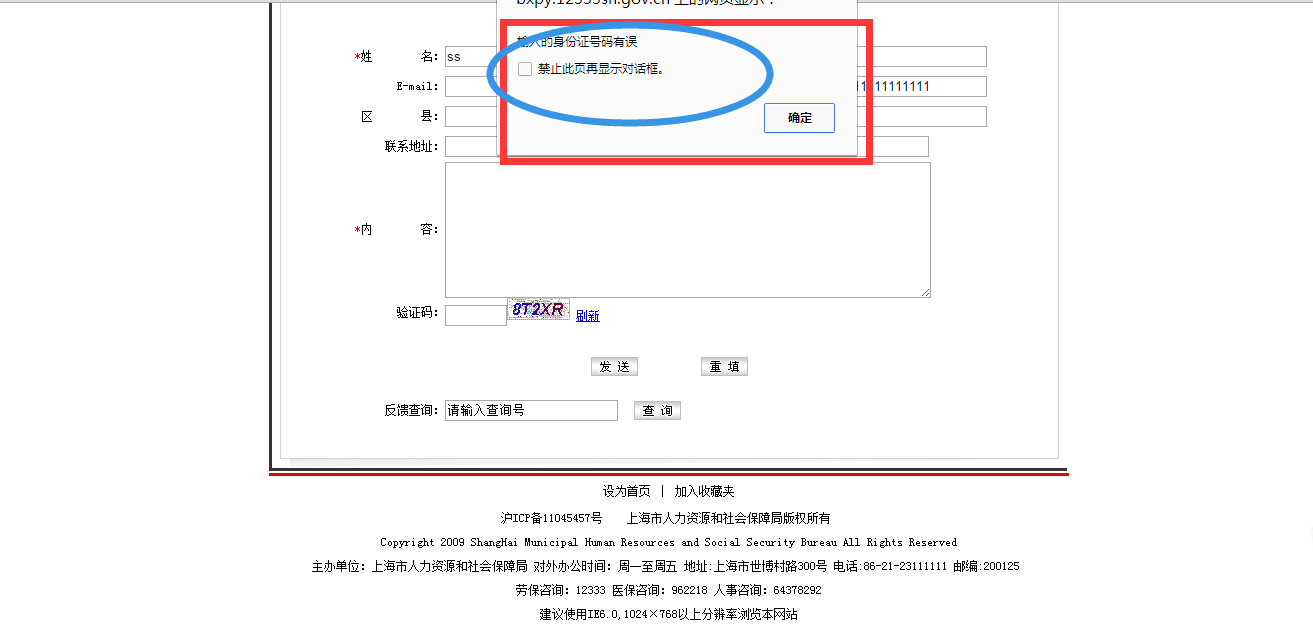 上的网页显示：
输入的身份证号码有误
禁止此页再显示对话框。
确定
*姓 名： ss
E-mail：
11111111111
区 县：
联系地址：
*内 容：
验证码： 8T2XR 刷新
发 送 重 填
反馈查询： 请输入查询号 查 询
设为首页 | 加入收藏夹
沪ICP备11045457号 上海市人力资源和社会保障局版权所有
Copyright 2009 ShangHai Municipal Human Resources and Social Security Bureau All Rights Reserved
主办单位：上海市人力资源和社会保障局 对外办公时间：周一至周五 地址:上海市世博村路300号 电话:86-21-23111111 邮编:200125
劳保咨询：12333 医保咨询：962218 人事咨询：64378292
建议使用IE6.0,1024×768以上分辨率浏览本网站